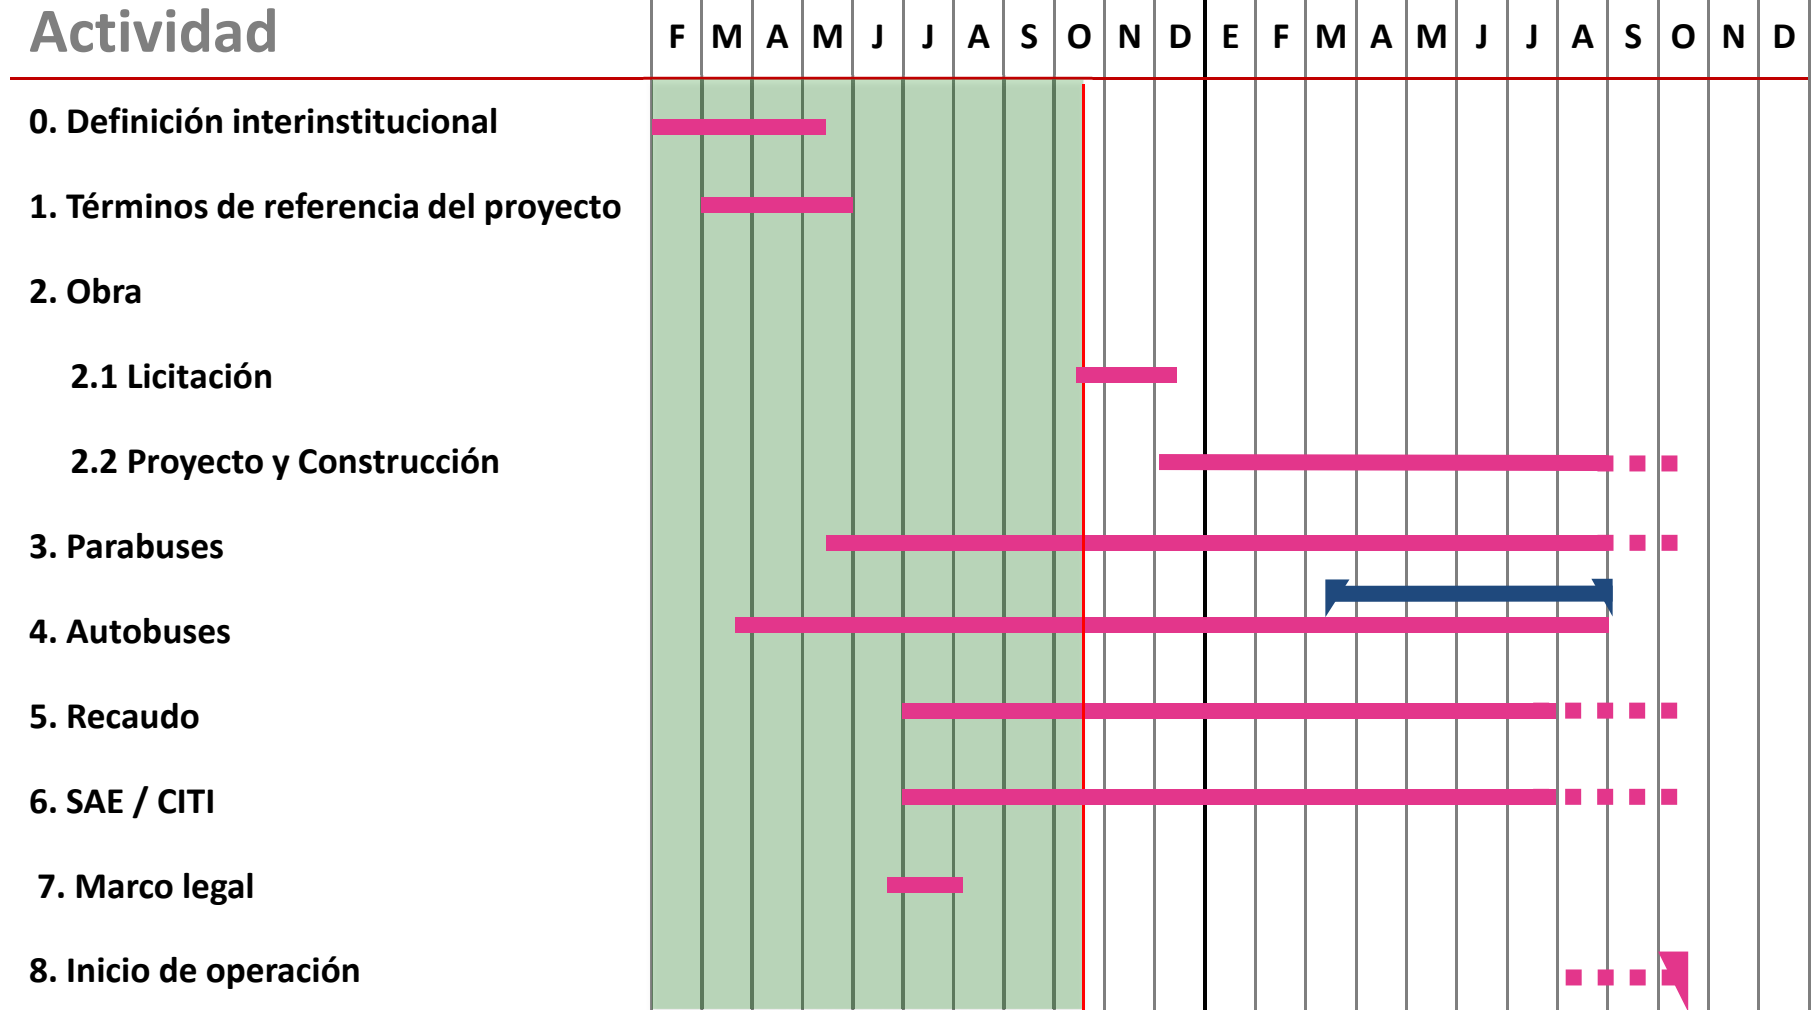 Actividad F M A M J J A S O N D E F M A M J J A S O N D
0. Definición interinstitucional
1. Términos de referencia del proyecto
2. Obra
2.1 Licitación
2.2 Proyecto y Construcción
3. Parabuses
4. Autobuses
5. Recaudo
6. SAE / CITI
7. Marco legal
8. Inicio de operación